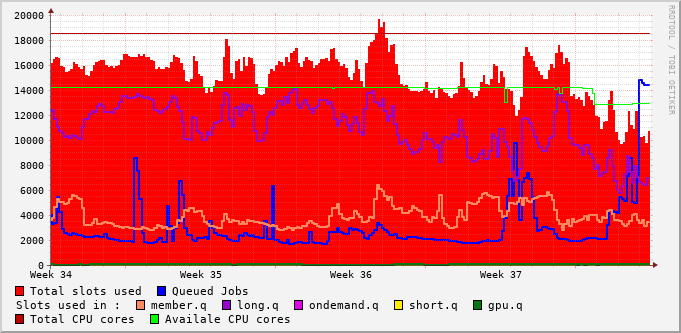 20000
18000
16000
14000
12000
10000
8000
6000
4000
2000
0
Week 34 Week 35 Week 36 Week 37
Total slots used Queued Jobs
Slots used in : member.q long.q ondemand.q short.q gpu.q
Total CPU cores Availale CPU cores
RRDTOOL / TOBI OETIKER